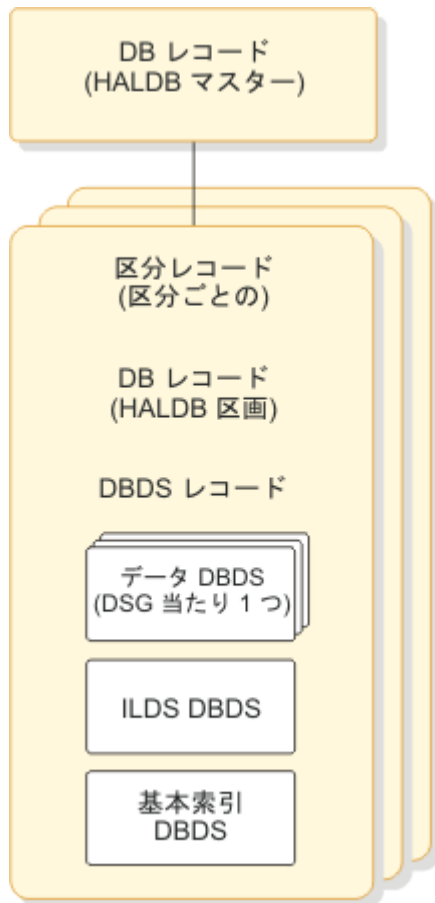 DB レコード
(HALDB マスター)
区分レコード
(区分ごとの)
DB レコード
(HALDB 区画)
DBDS レコード
データ DBDS
(DSG 当たり 1 つ)
ILDS DBDS
基本索引
DBDS